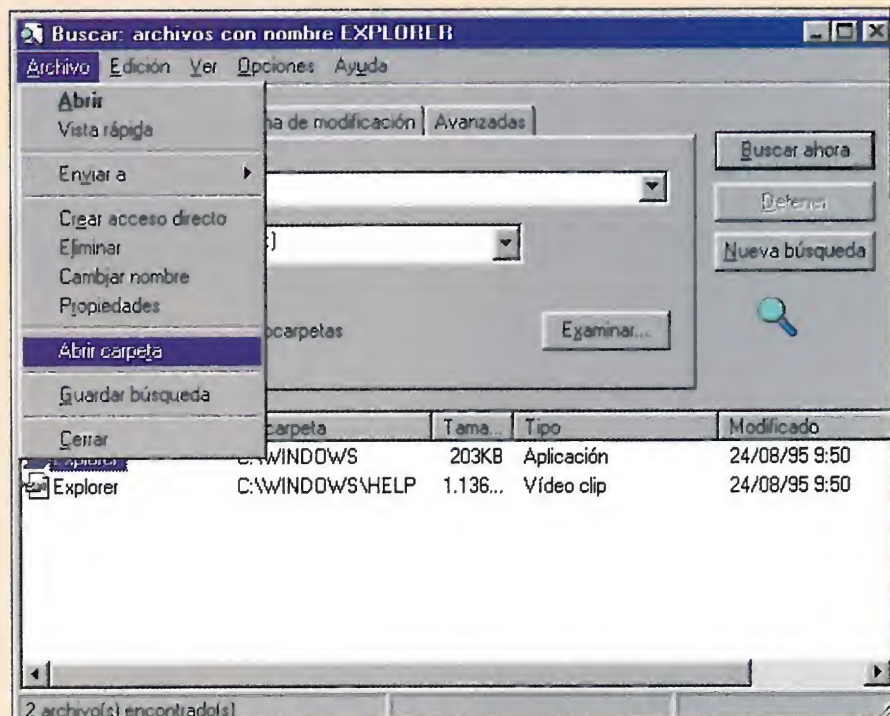 Buscar: archivos con nombre EXPLORER
Archivo Edición Ver Opciones Ayuda
Abrir
Vista rápida
Enviar a
Crear acceso directo
Eliminar
Cambiar nombre
Propiedades
Abrir carpeta
Guardar búsqueda
Cerrar
ha de modificación
Avanzadas
:]
ocarpetas
Examinar...
Buscar ahora
Detener
Nueva búsqueda
carpeta Tama... Tipo Modificado
Explorer C:\WINDOWS 203KB Aplicación 24/08/95 9:50
Explorer C:\WINDOWS\HELP 1.136... Vídeo clip 24/08/95 9:50
2 archivo(s) encontrado(s)